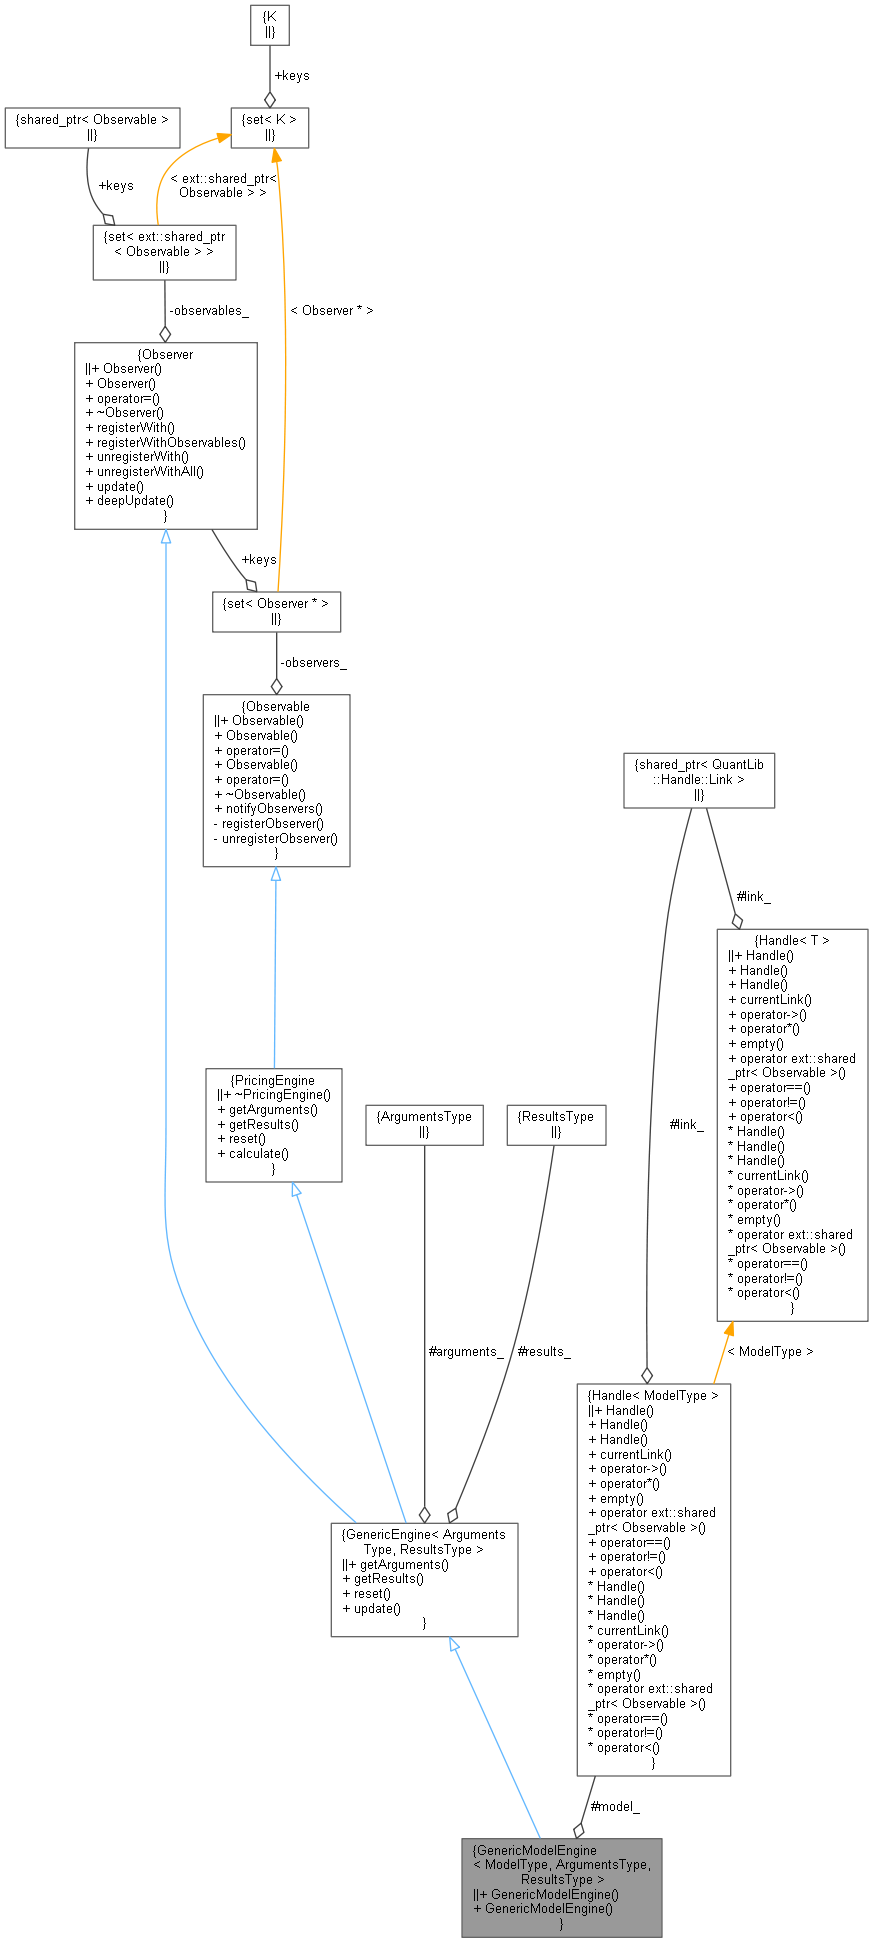 {K
||}
+keys
{shared_ptr< Observable >
||}
{set< K >
||}
+keys
< ext::shared_ptr<
Observable > >
{set< ext::shared_ptr
< Observable > >
||}
-observables_
< Observer * >
{Observer
||+ Observer()
+ Observer()
+ operator=()
+ ~Observer()
+ registerWith()
+ registerWithObservables()
+ unregisterWith()
+ unregisterWithAll()
+ update()
+ deepUpdate()
}
+keys
{set< Observer * >
||}
-observers_
{Observable
||+ Observable()
+ Observable()
+ operator=()
+ Observable()
+ operator=()
+ ~Observable()
+ notifyObservers()
- registerObserver()
- unregisterObserver()
}
{shared_ptr< QuantLib
::Handle::Link >
||}
#link_
{Handle< T >
||+ Handle()
+ Handle()
+ Handle()
+ currentLink()
+ operator->()
+ operator*()
+ empty()
+ operator ext::shared
_ptr< Observable >()
+ operator==()
+ operator!=()
+ operator<()
* Handle()
* Handle()
* Handle()
* currentLink()
* operator->()
* operator*()
* empty()
* operator ext::shared
_ptr< Observable >()
* operator==()
* operator!=()
* operator<()
}
{PricingEngine
||+ ~PricingEngine()
+ getArguments()
+ getResults()
+ reset()
+ calculate()
}
{ArgumentsType
||}
{ResultsType
||}
#link_
#arguments_
#results_
< ModelType >
{Handle< ModelType >
||+ Handle()
+ Handle()
+ Handle()
+ currentLink()
+ operator->()
+ operator*()
+ empty()
+ operator ext::shared
_ptr< Observable >()
+ operator==()
+ operator!=()
+ operator<()
* Handle()
* Handle()
* Handle()
* currentLink()
* operator->()
* operator*()
* empty()
* operator ext::shared
_ptr< Observable >()
* operator==()
* operator!=()
* operator<()
}
{GenericEngine< Arguments
Type, ResultsType >
||+ getArguments()
+ getResults()
+ reset()
+ update()
}
#model_
{GenericModelEngine
< ModelType, ArgumentsType,
ResultsType >
||+ GenericModelEngine()
+ GenericModelEngine()
}